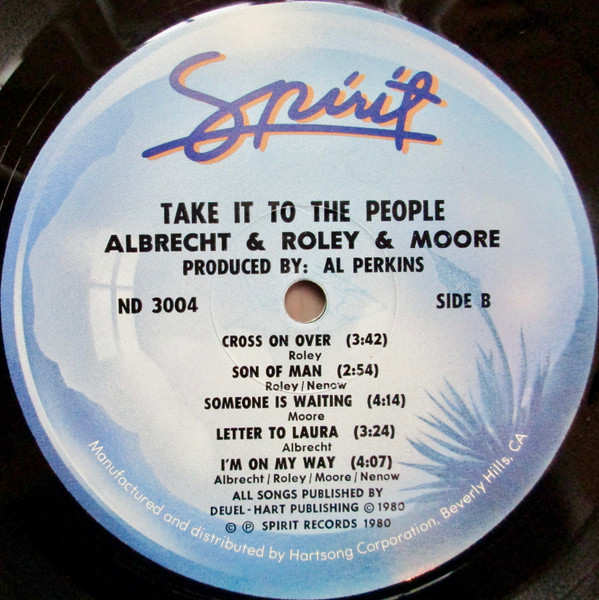 Spirit
TAKE IT TO THE PEOPLE
ALBRECHT & ROLEY & MOORE
PRODUCED BY: AL PERKINS
ND 3004
SIDE B
CROSS ON OVER (3:42)
Roley
SON OF MAN (2:54)
Roley/Nenow
SOMEONE IS WAITING (4:14)
Moore
LETTER TO LAURA (3:24)
Albrecht
I'M ON MY WAY (4:07)
Albrecht/Roley/Moore/Nenow
ALL SONGS PUBLISHED BY
DEUEL-HART PUBLISHING © 1980
© ℗ SPIRIT RECORDS 1980
Manufactured and distributed by Hartsong Corporation, Beverly Hills, CA